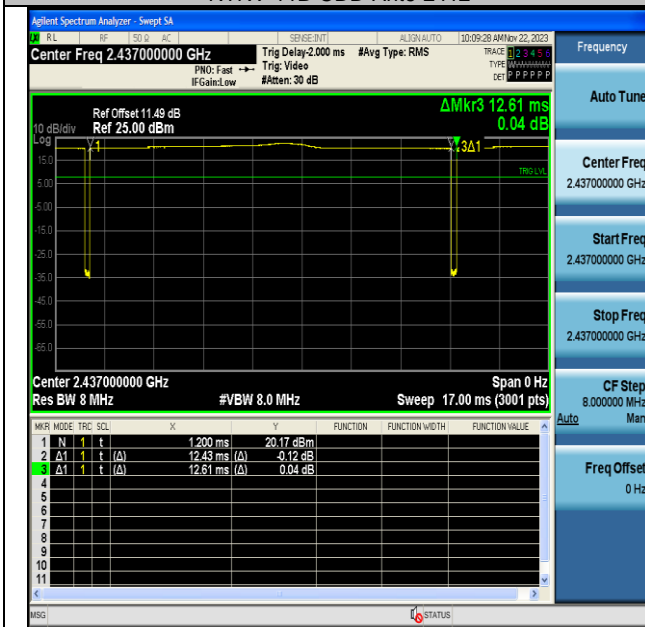 Agilent Spectrum Analyzer - Swept SA
RL RF 50 Ω AC SENSE:INT ALIGN AUTO 10:09:28 AM Nov 22, 2023
Center Freq 2.437000000 GHz Trig Delay-2.000 ms #Avg Type: RMS TRACE 1 2 3 4 5 6
PNO: Fast Trig: Video TYPE
IFGain:Low #Atten: 30 dB DET P P P P P P
Ref Offset 11.49 dB ΔMkr3 12.61 ms
10 dB/div Ref 25.00 dBm 0.04 dB
Log
1 3Δ1
15.0
TRIG LVL
5.00
-5.00
-15.0
-25.0
-35.0
-45.0
-55.0
-65.0
Center 2.437000000 GHz Span 0 Hz
Res BW 8 MHz #VBW 8.0 MHz Sweep 17.00 ms (3001 pts)
MKR MODE TRC SCL X Y FUNCTION FUNCTION WIDTH FUNCTION VALUE
1 N 1 t 1.200 ms 20.17 dBm
2 Δ1 1 t (Δ) 12.43 ms (Δ) -0.12 dB
3 Δ1 1 t (Δ) 12.61 ms (Δ) 0.04 dB
4
5
6
7
8
9
10
11
MSG STATUS
Frequency
Auto Tune
Center Freq
2.437000000 GHz
Start Freq
2.437000000 GHz
Stop Freq
2.437000000 GHz
CF Step
8.000000 MHz
Auto Man
Freq Offset
0 Hz